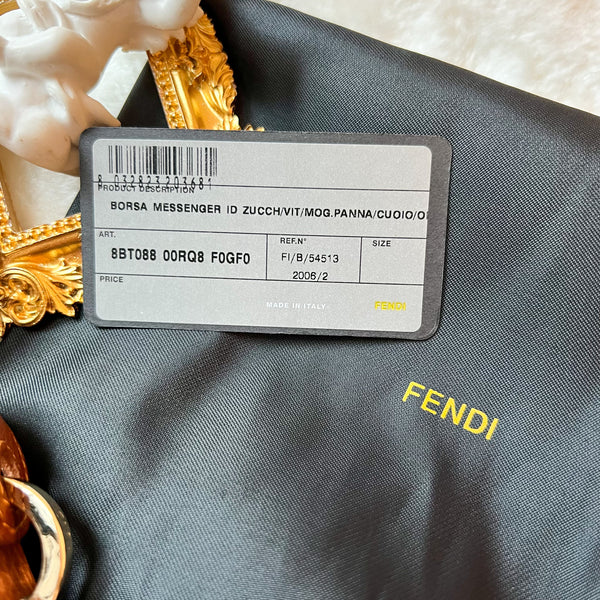 8 032823 203681
PRODUCT DESCRIPTION
BORSA MESSENGER ID ZUCCH/VIT/MOG.PANNA/CUOIO/O
ART.
8BT088 00RQ8 F0GF0
REF.N°
FI/B/54513
2006/2
SIZE
PRICE
MADE IN ITALY
FENDI
FENDI